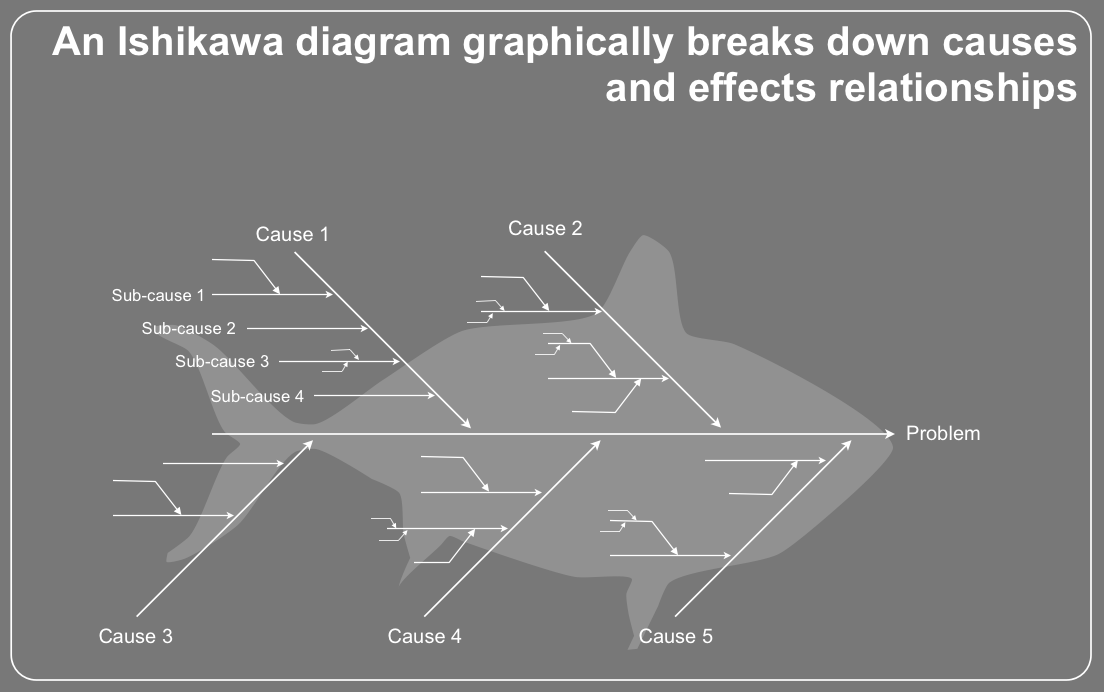 An Ishikawa diagram graphically breaks down causes
and effects relationships
Cause 1
Cause 2
Sub-cause 1
Sub-cause 2
Sub-cause 3
Sub-cause 4
Problem
Cause 3
Cause 4
Cause 5